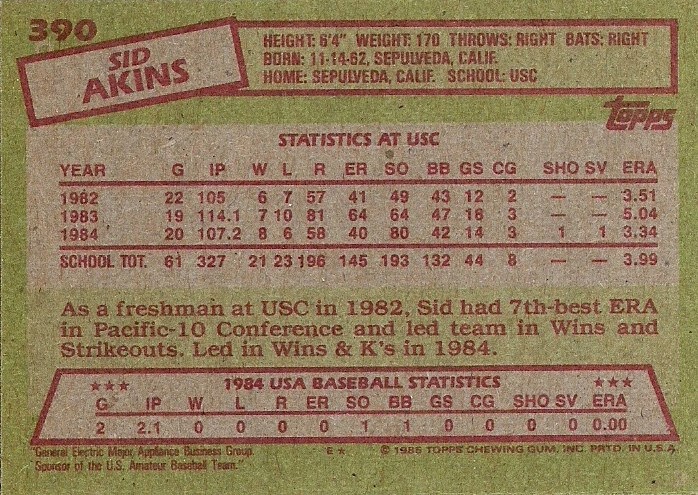 390
SID
AKINS
HEIGHT: 6'4" WEIGHT: 170 THROWS: RIGHT BATS: RIGHT
BORN: 11-14-62, SEPULVEDA, CALIF.
HOME: SEPULVEDA, CALIF. SCHOOL: USC
topps
STATISTICS AT USC
YEAR G IP W L R ER SO BB GS CG SHO SV ERA
1982 22 105 6 7 57 41 49 43 12 2 — — 3.51
1983 19 114.1 7 10 81 64 64 47 18 3 — — 5.04
1984 20 107.2 8 6 58 40 80 42 14 3 1 1 3.34
SCHOOL TOT. 61 327 21 23 196 145 193 132 44 8 — — 3.99
As a freshman at USC in 1982, Sid had 7th-best ERA
in Pacific-10 Conference and led team in Wins and
Strikeouts. Led in Wins & K's in 1984.
★★★ 1984 USA BASEBALL STATISTICS ★★★
G IP W L R ER SO BB GS CG SHO SV ERA
2 2.1 0 0 0 0 1 1 0 0 0 0 0.00
"General Electric Major Appliance Business Group
Sponsor of the U.S. Amateur Baseball Team."
E ★ © 1985 TOPPS CHEWING GUM, INC. PRTD. IN U.S.A